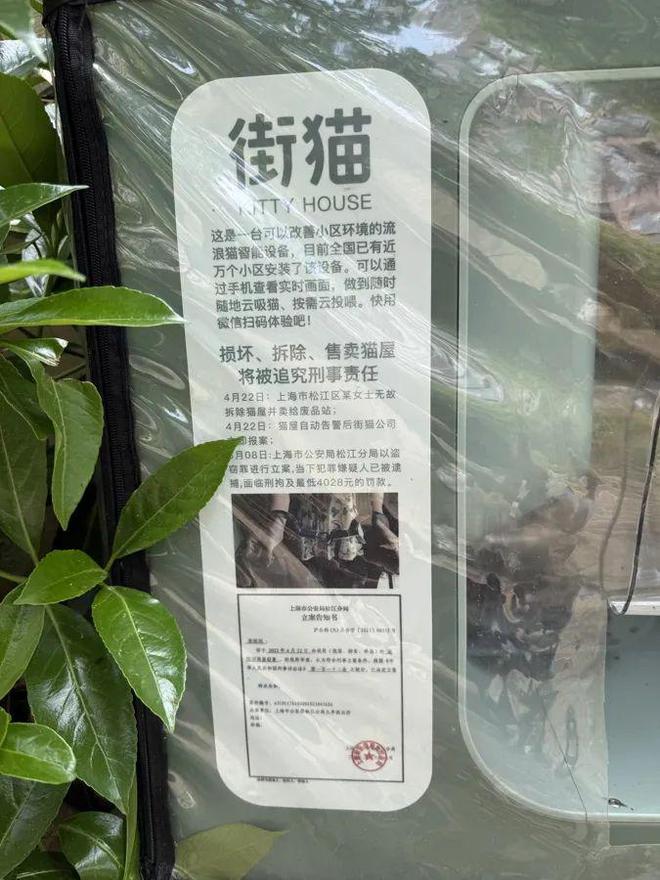 街猫
KITTY HOUSE
这是一台可以改善小区环境的流
浪猫智能设备，目前全国已有近
万个小区安装了该设备。可以通
过手机查看实时画面，做到随时
随地云吸猫、按需云投喂。快用
微信扫码体验吧！
损坏、拆除、售卖猫屋
将被追究刑事责任
4月22日：上海市松江区某女士无故
拆除猫屋并卖给废品站；
4月22日：猫屋自动告警后街猫公司
报案；
月08日：上海市公安局松江分局以盗
窃罪进行立案，当下犯罪嫌疑人已被逮
捕，面临刑拘及最低4028元的罚款。
上海市公安局松江分局
立案告知书